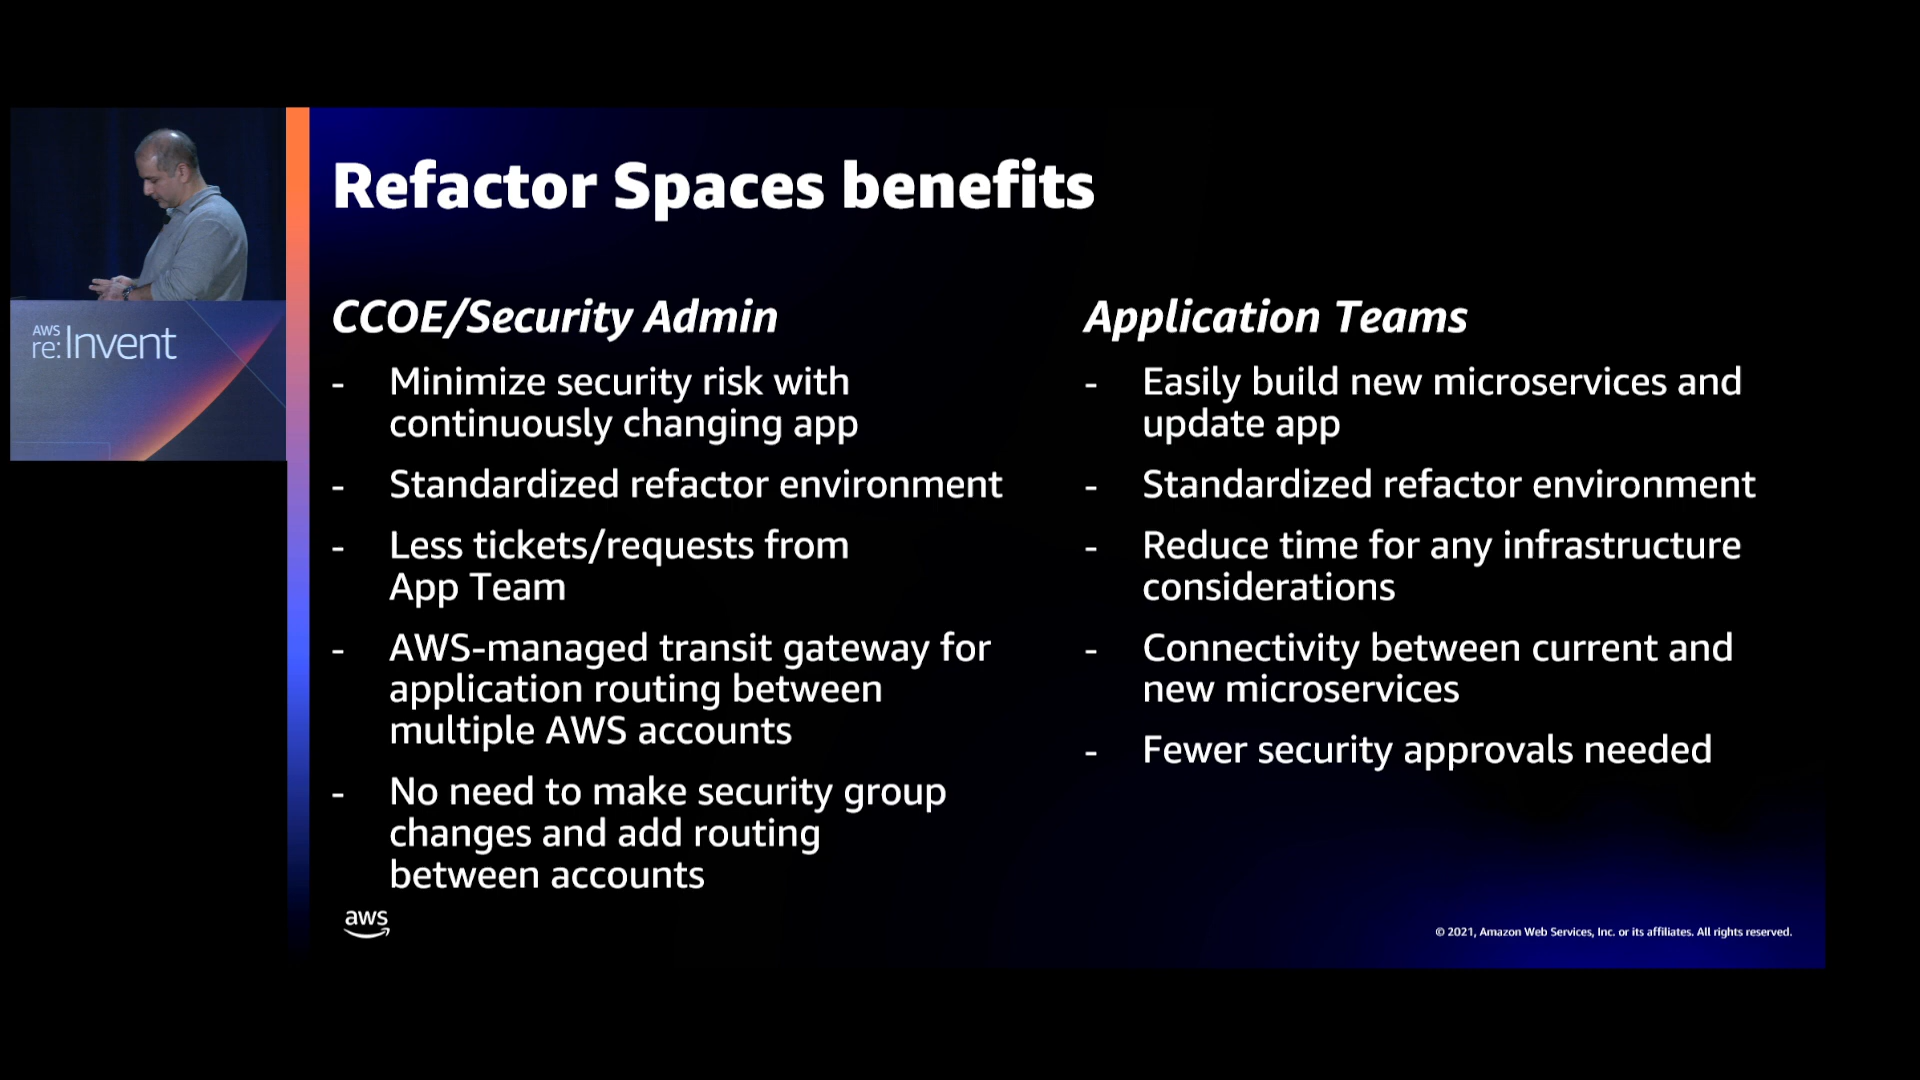 AWS
re:Invent
Refactor Spaces benefits
CCOE/Security Admin
- Minimize security risk with
continuously changing app
- Standardized refactor environment
- Less tickets/requests from
App Team
- AWS-managed transit gateway for
application routing between
multiple AWS accounts
- No need to make security group
changes and add routing
between accounts
Application Teams
- Easily build new microservices and
update app
- Standardized refactor environment
- Reduce time for any infrastructure
considerations
- Connectivity between current and
new microservices
- Fewer security approvals needed
aws
© 2021, Amazon Web Services, Inc. or its affiliates. All rights reserved.